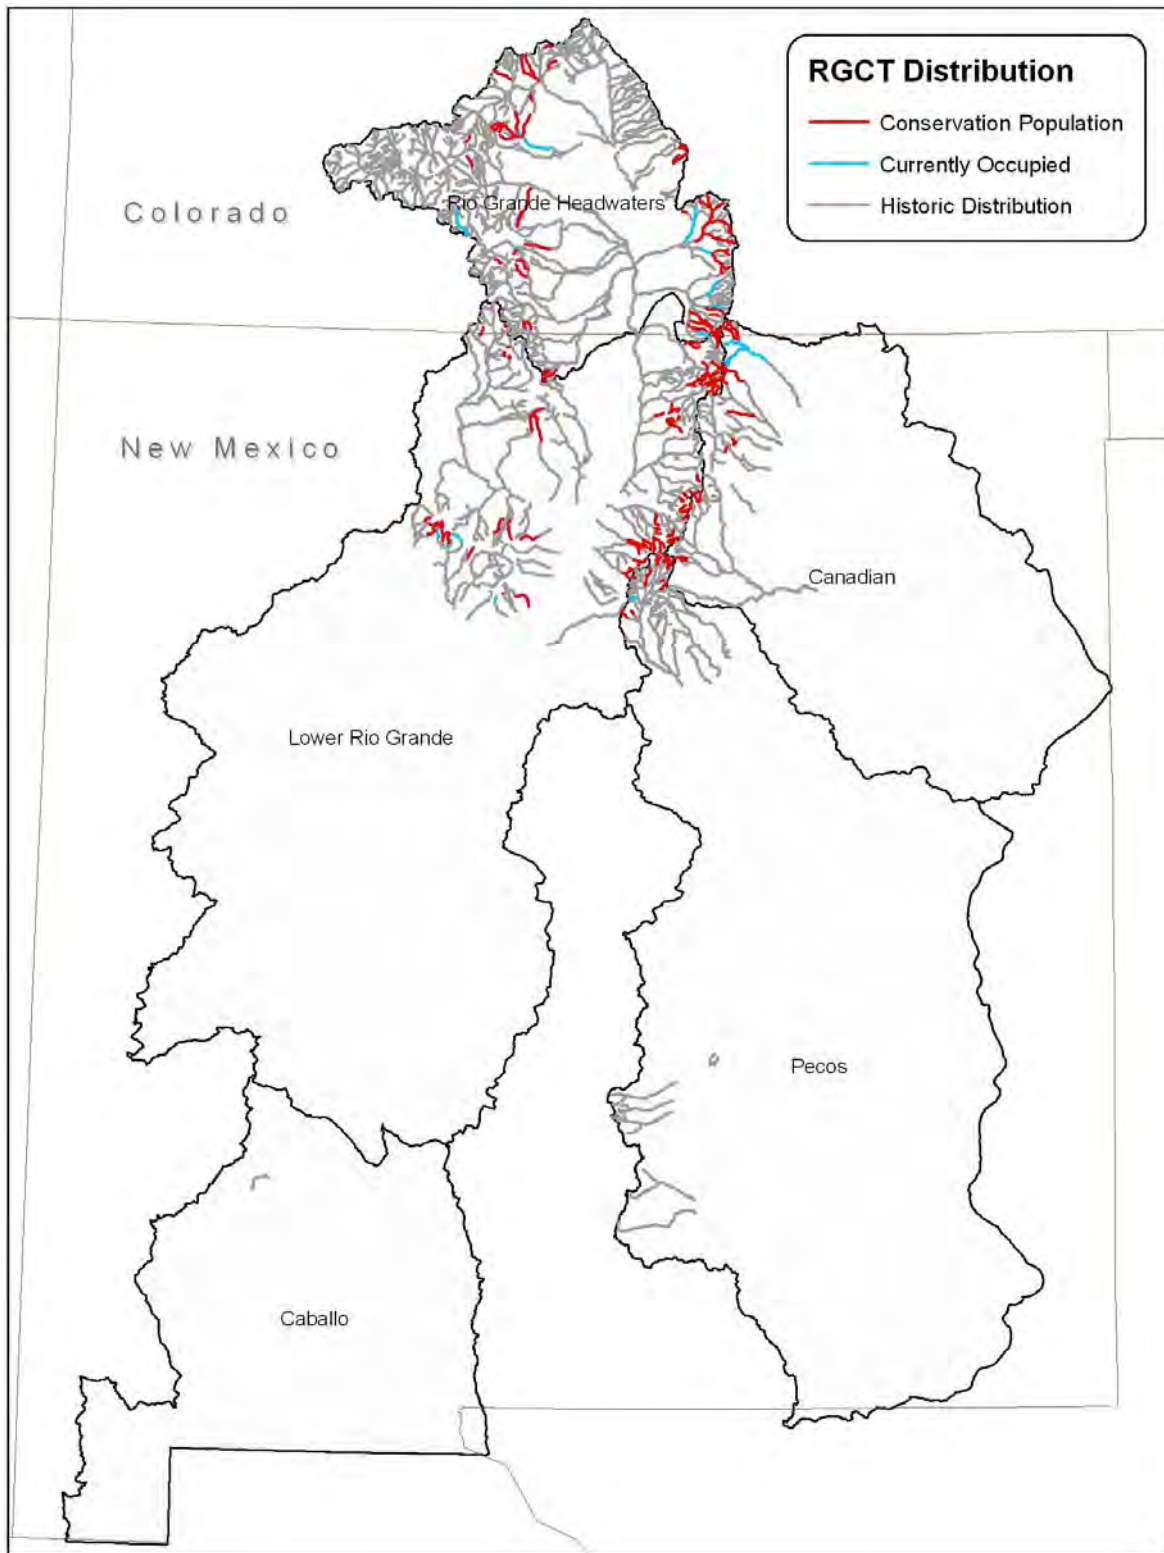 RGCT Distribution
Conservation Population
Currently Occupied
Historic Distribution
Colorado
Rio Grande Headwaters
New Mexico
Canadian
Lower Rio Grande
Pecos
Caballo